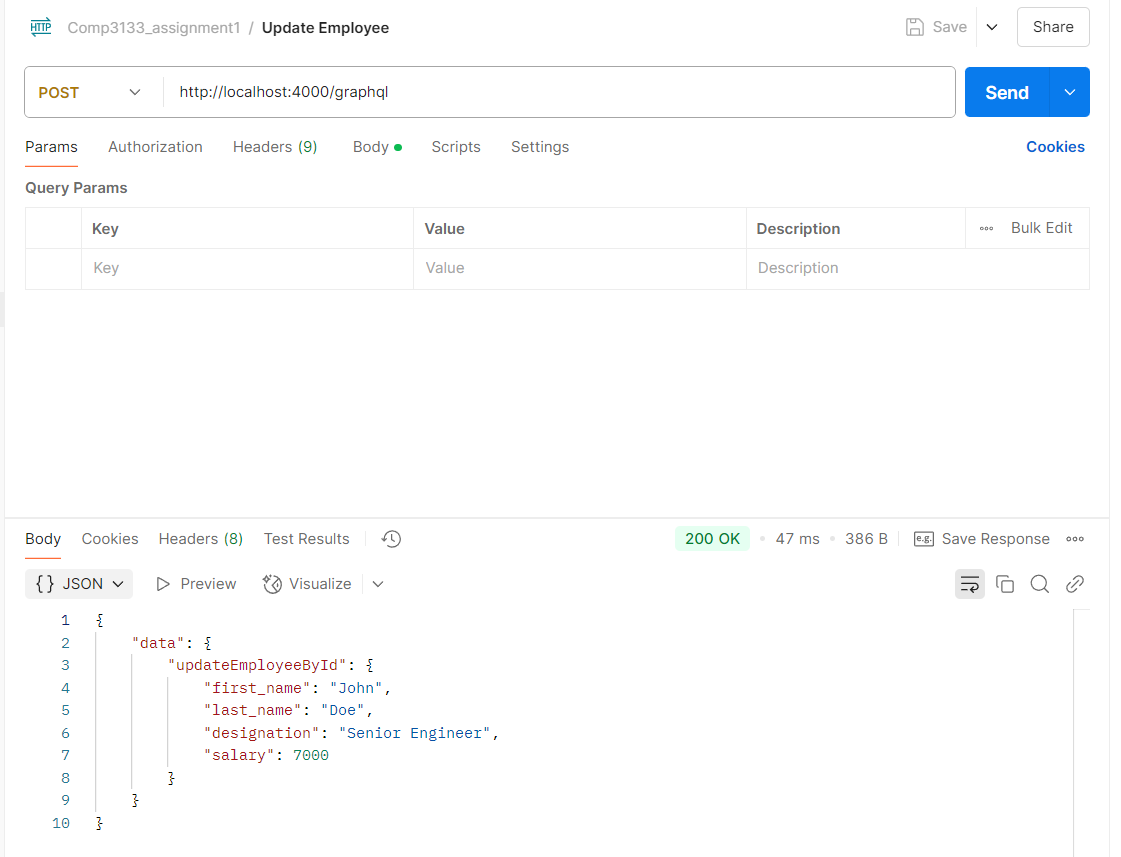 HTTP Comp3133_assignment1 / Update Employee Save Share
POST http://localhost:4000/graphql Send
Params Authorization Headers (9) Body Scripts Settings Cookies
Query Params
Key Value Description Bulk Edit
Key Value Description
Body Cookies Headers (8) Test Results 200 OK 47 ms 386 B e.g. Save Response
{} JSON Preview Visualize
1 {
2 "data": {
3 "updateEmployeeById": {
4 "first_name": "John",
5 "last_name": "Doe",
6 "designation": "Senior Engineer",
7 "salary": 7000
8 }
9 }
10 }